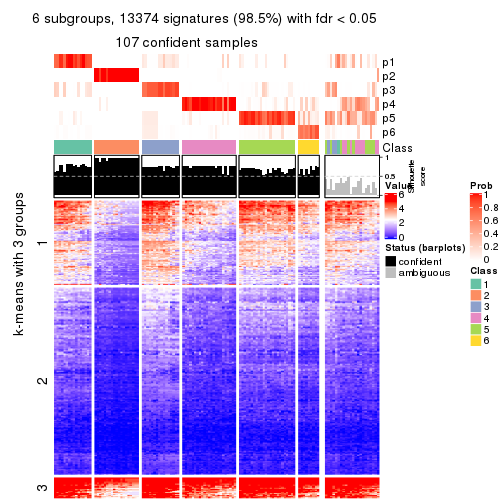 6 subgroups, 13374 signatures (98.5%) with fdr < 0.05
107 confident samples
p1
p2
p3
p4
p5
p6
Class
1
0.5
0
Silhouette
score
k-means with 3 groups
1
2
3
Value
6
4
2
0
Status (barplots)
confident
ambiguous
Prob
1
0.8
0.6
0.4
0.2
0
Class
1
2
3
4
5
6